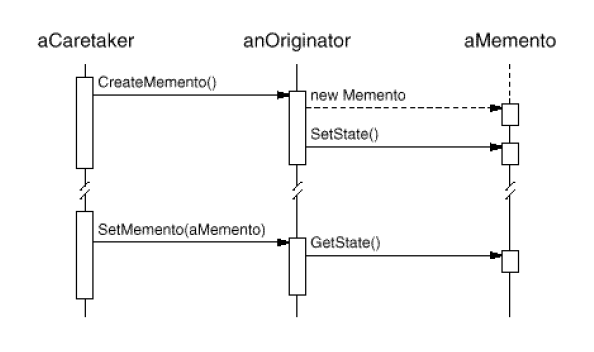 aCaretaker anOriginator aMemento
CreateMemento()
new Memento
SetState()
SetMemento(aMemento)
GetState()